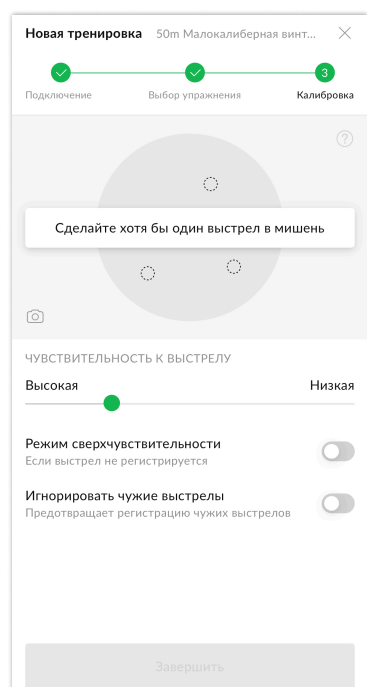 Новая тренировка 50m Малокалиберная винт...
3
Подключение Выбор упражнения Калибровка
?
Сделайте хотя бы один выстрел в мишень
ЧУВСТВИТЕЛЬНОСТЬ К ВЫСТРЕЛУ
Высокая Низкая
Режим сверхчувствительности
Если выстрел не регистрируется
Игнорировать чужие выстрелы
Предотвращает регистрацию чужих выстрелов
Завершить